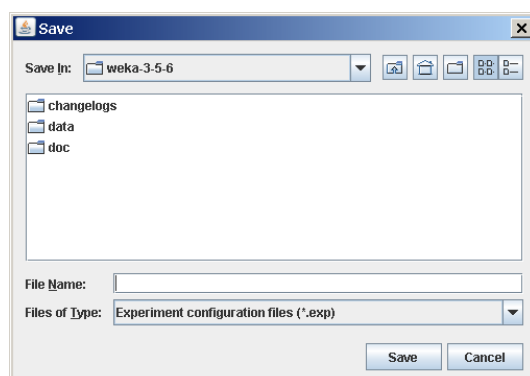 Save
Save In: weka-3-5-6
changelogs
data
doc
File Name:
Files of Type: Experiment configuration files (*.exp)
Save Cancel